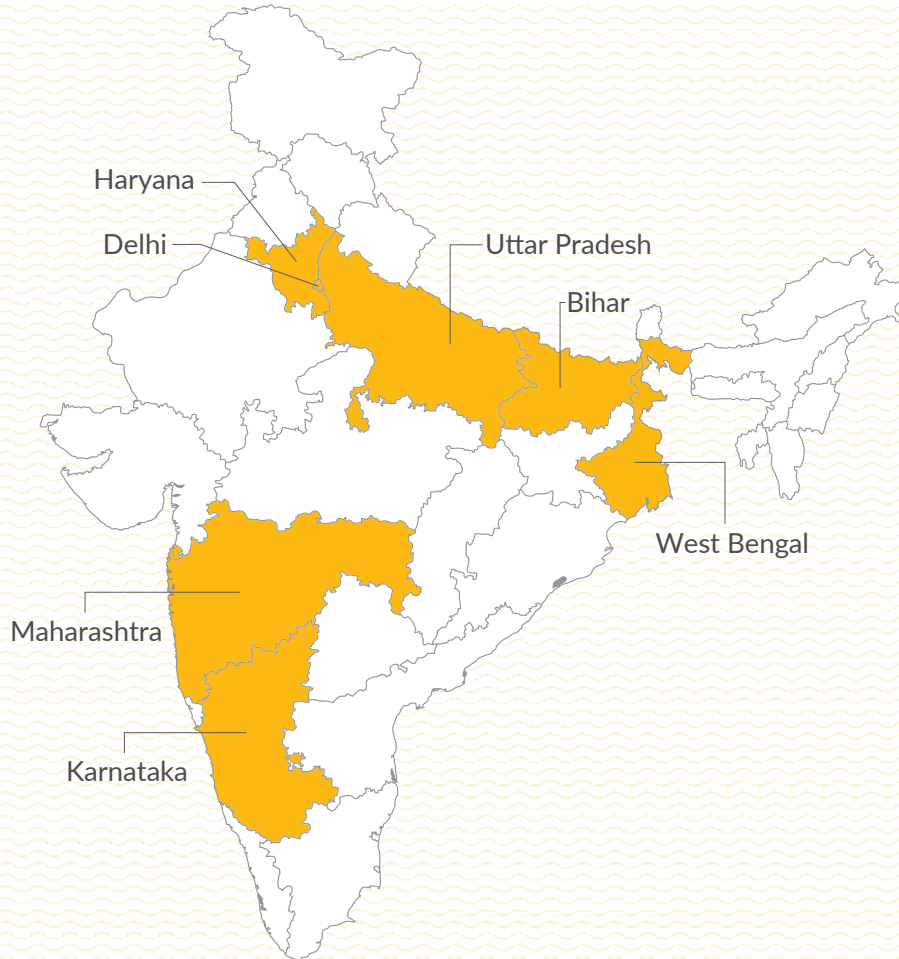 Haryana
Delhi
Uttar Pradesh
Bihar
West Bengal
Maharashtra
Karnataka